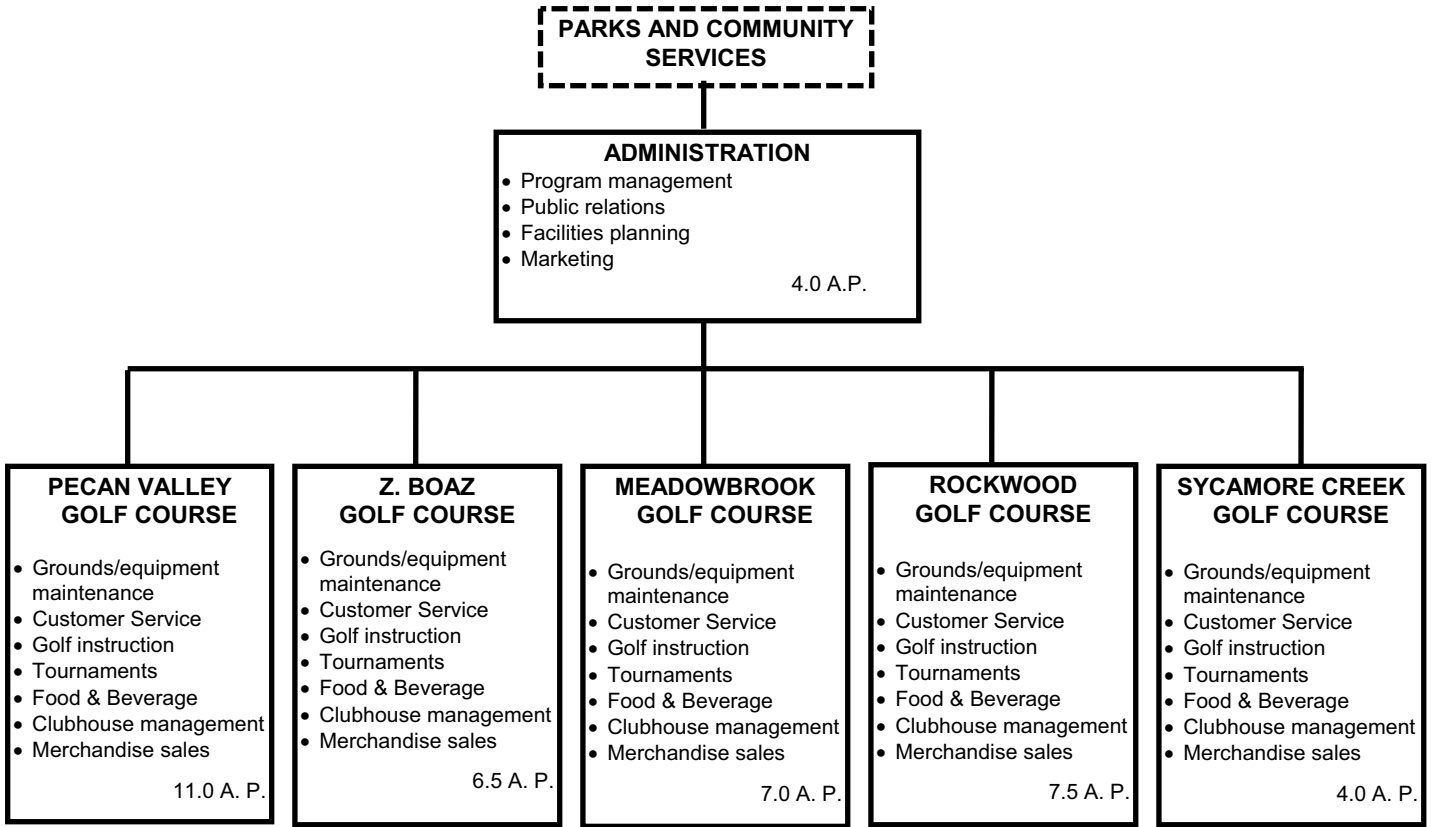 PARKS AND COMMUNITY
SERVICES
ADMINISTRATION
• Program management
• Public relations
• Facilities planning
• Marketing
4.0 A.P.
PECAN VALLEY
GOLF COURSE
• Grounds/equipment
maintenance
• Customer Service
• Golf instruction
• Tournaments
• Food & Beverage
• Clubhouse management
• Merchandise sales
11.0 A. P.
Z. BOAZ
GOLF COURSE
• Grounds/equipment
maintenance
• Customer Service
• Golf instruction
• Tournaments
• Food & Beverage
• Clubhouse management
• Merchandise sales
6.5 A. P.
MEADOWBROOK
GOLF COURSE
• Grounds/equipment
maintenance
• Customer Service
• Golf instruction
• Tournaments
• Food & Beverage
• Clubhouse management
• Merchandise sales
7.0 A. P.
ROCKWOOD
GOLF COURSE
• Grounds/equipment
maintenance
• Customer Service
• Golf instruction
• Tournaments
• Food & Beverage
• Clubhouse management
• Merchandise sales
7.5 A. P.
SYCAMORE CREEK
GOLF COURSE
• Grounds/equipment
maintenance
• Customer Service
• Golf instruction
• Tournaments
• Food & Beverage
• Clubhouse management
• Merchandise sales
4.0 A. P.